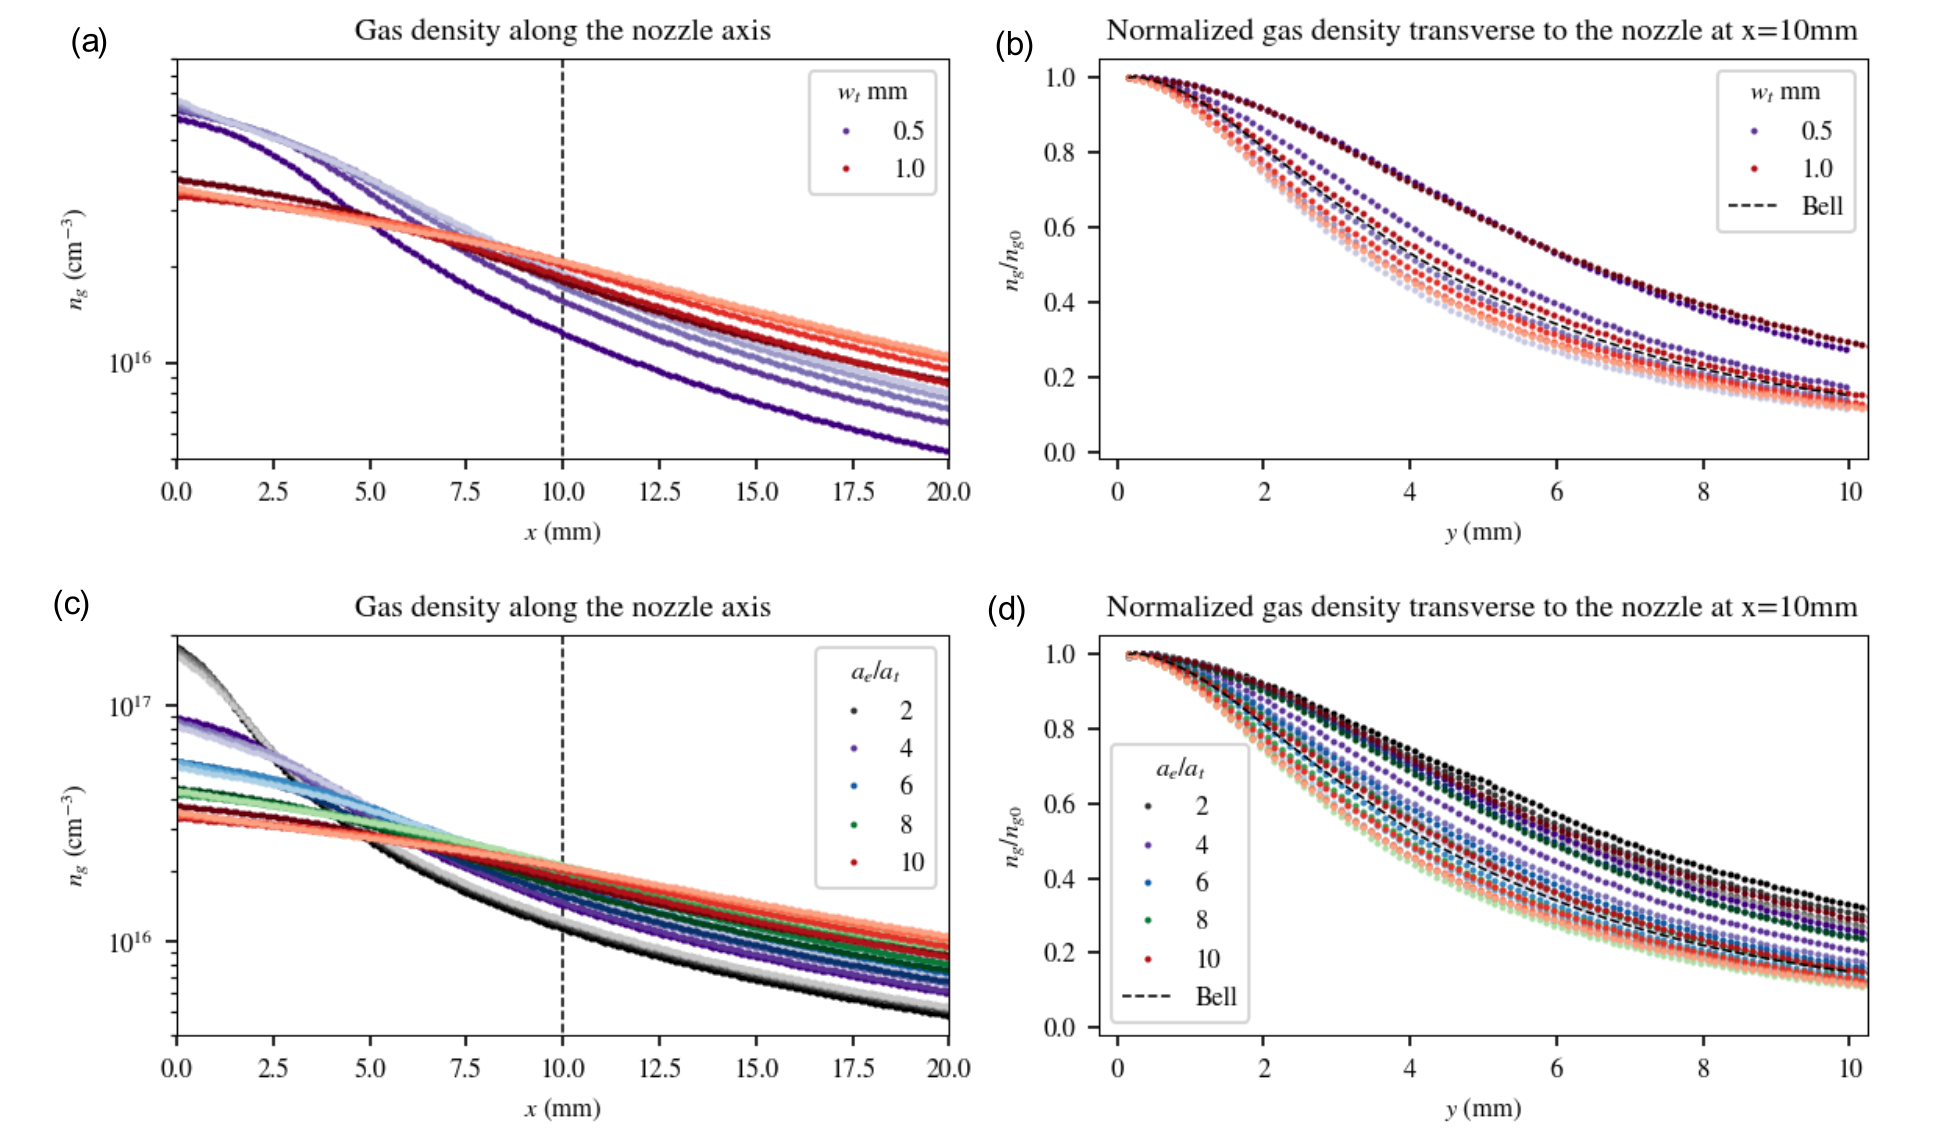 (a)
Gas density along the nozzle axis
n_g (cm⁻³)
10¹⁶
w_t mm
0.5
1.0
0.0 2.5 5.0 7.5 10.0 12.5 15.0 17.5 20.0
x (mm)
(b)
Normalized gas density transverse to the nozzle at x=10mm
n_g/n_g0
1.0
0.8
0.6
0.4
0.2
0.0
w_t mm
0.5
1.0
Bell
0 2 4 6 8 10
y (mm)
(c)
Gas density along the nozzle axis
n_g (cm⁻³)
10¹⁷
10¹⁶
a_e/a_t
2
4
6
8
10
0.0 2.5 5.0 7.5 10.0 12.5 15.0 17.5 20.0
x (mm)
(d)
Normalized gas density transverse to the nozzle at x=10mm
n_g/n_g0
1.0
0.8
0.6
0.4
0.2
0.0
a_e/a_t
2
4
6
8
10
Bell
0 2 4 6 8 10
y (mm)